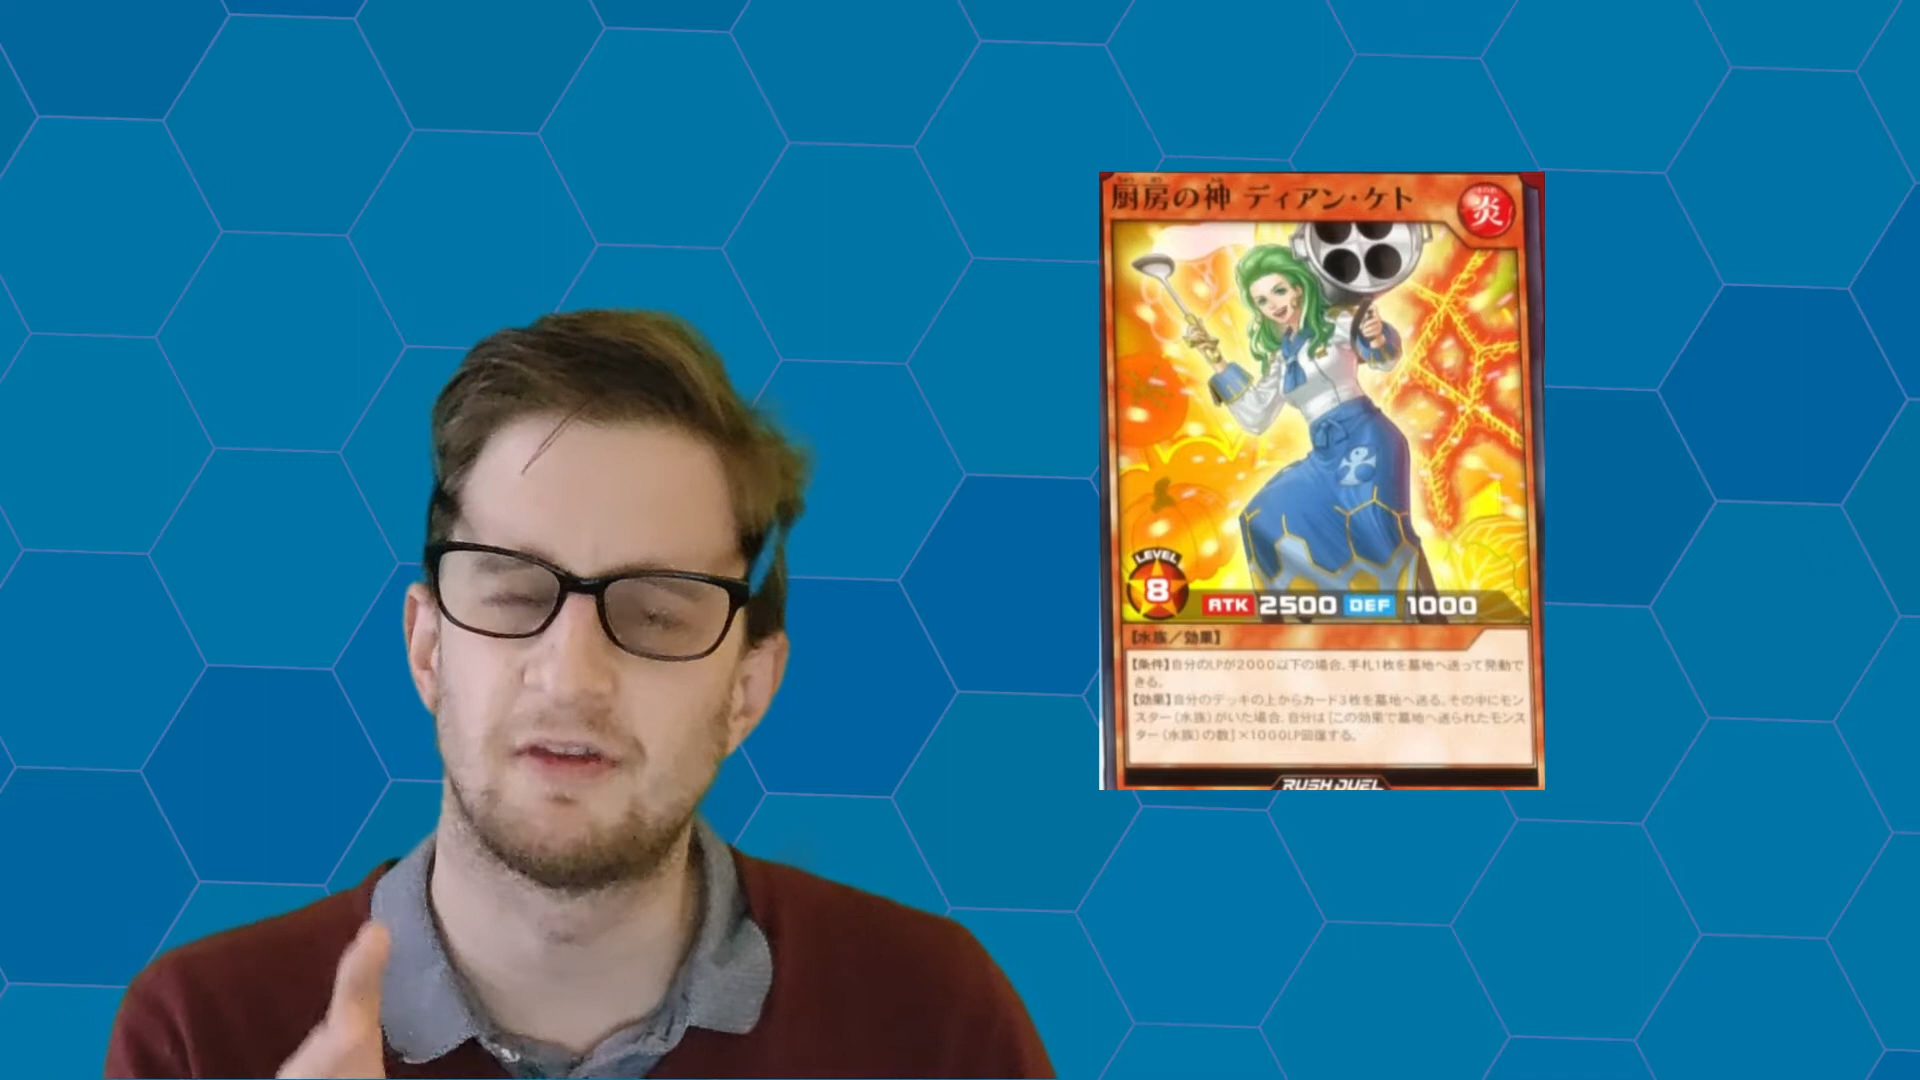 厨房の神 ディアン・ケト
炎
LEVEL
8
ATK 2500 DEF 1000
【水族／効果】
【条件】自分のLPが2000以下の場合、手札1枚を墓地へ送って発動で
きる。
【効果】自分のデッキの上からカード3枚を墓地へ送る。その中にモン
スター（水族）がいた場合、自分は［この効果で墓地へ送られたモンス
ター（水族）の数］×1000LP回復する。
RUSH DUEL